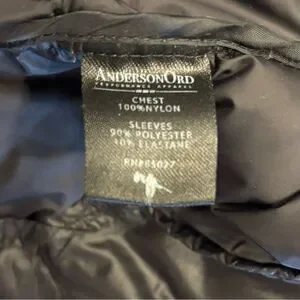 ANDERSONORD
PERFORMANCE APPAREL
CHEST
100%NYLON
SLEEVES
90% POLYESTER
10% ELASTANE